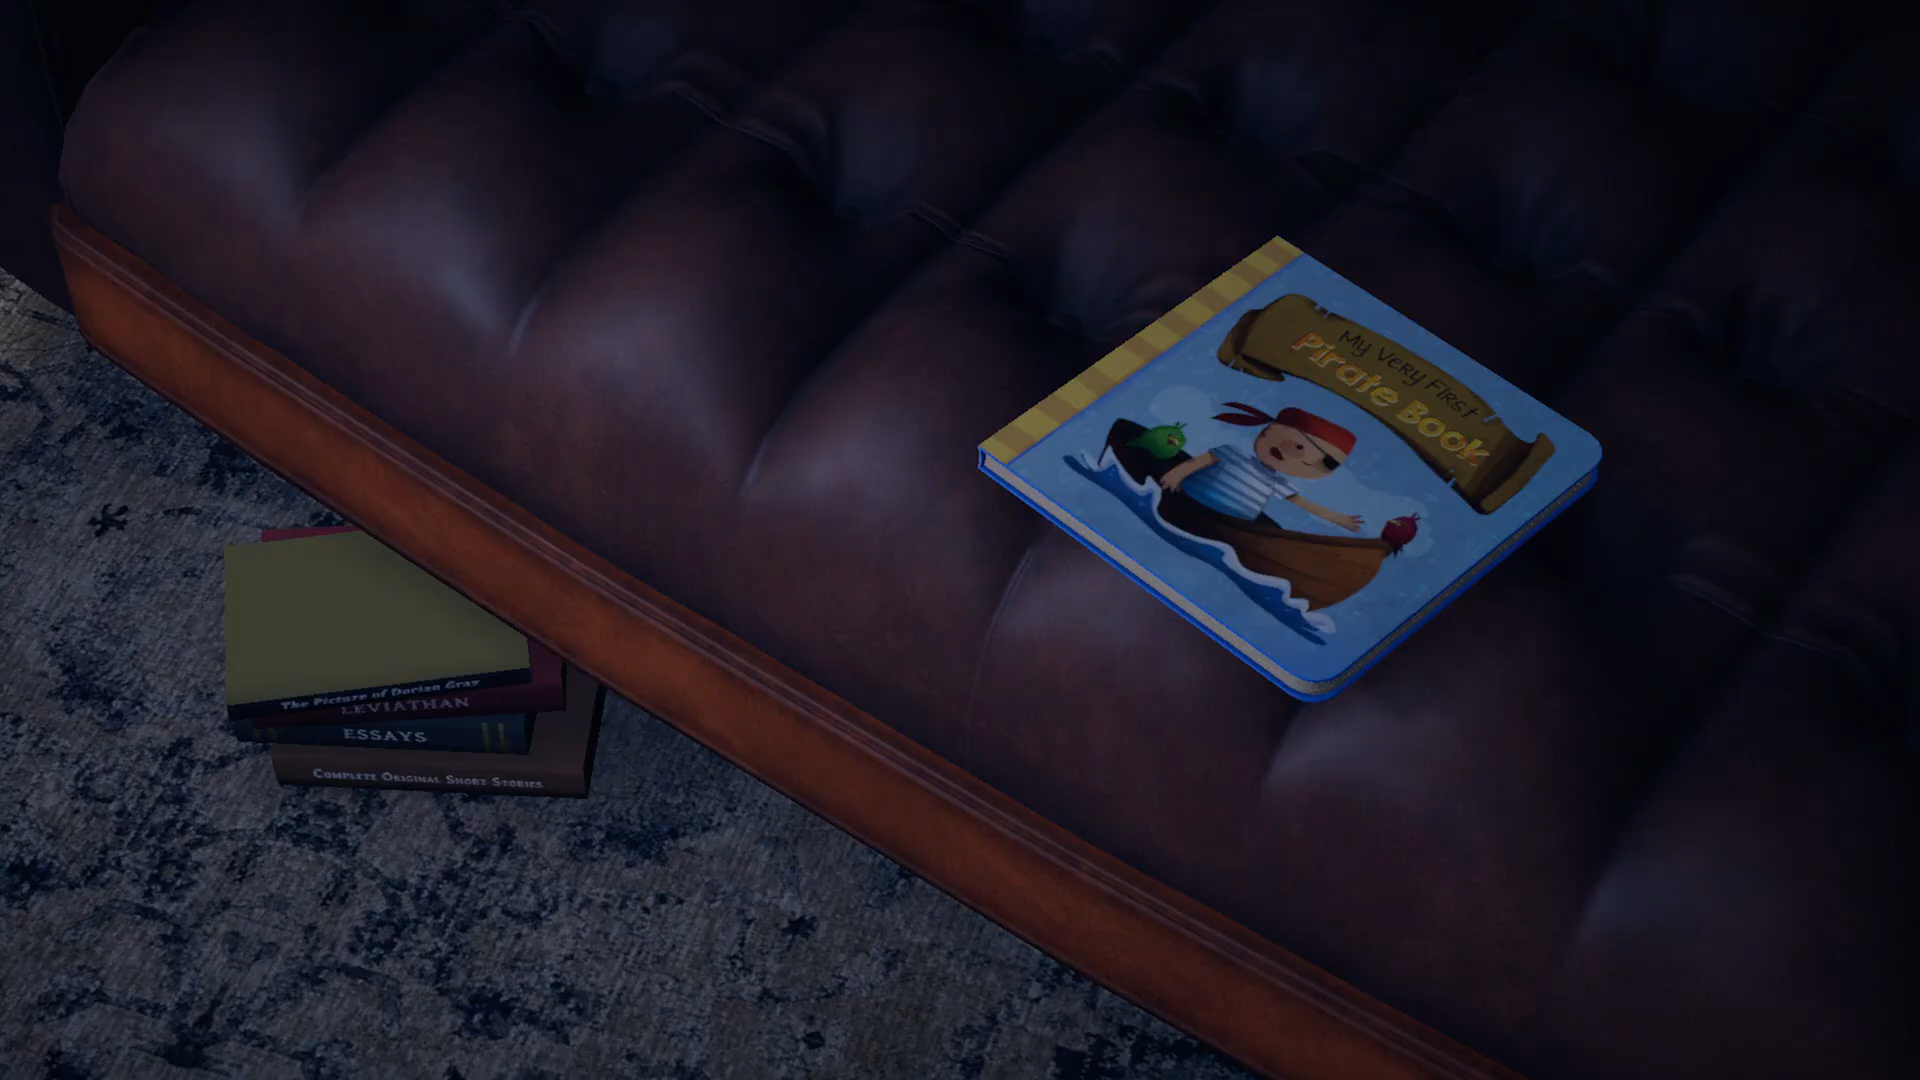 My Very First
Pirate Book
The Picture of Dorian Gray
LEVIATHAN
ESSAYS
Complete Original Short Stories